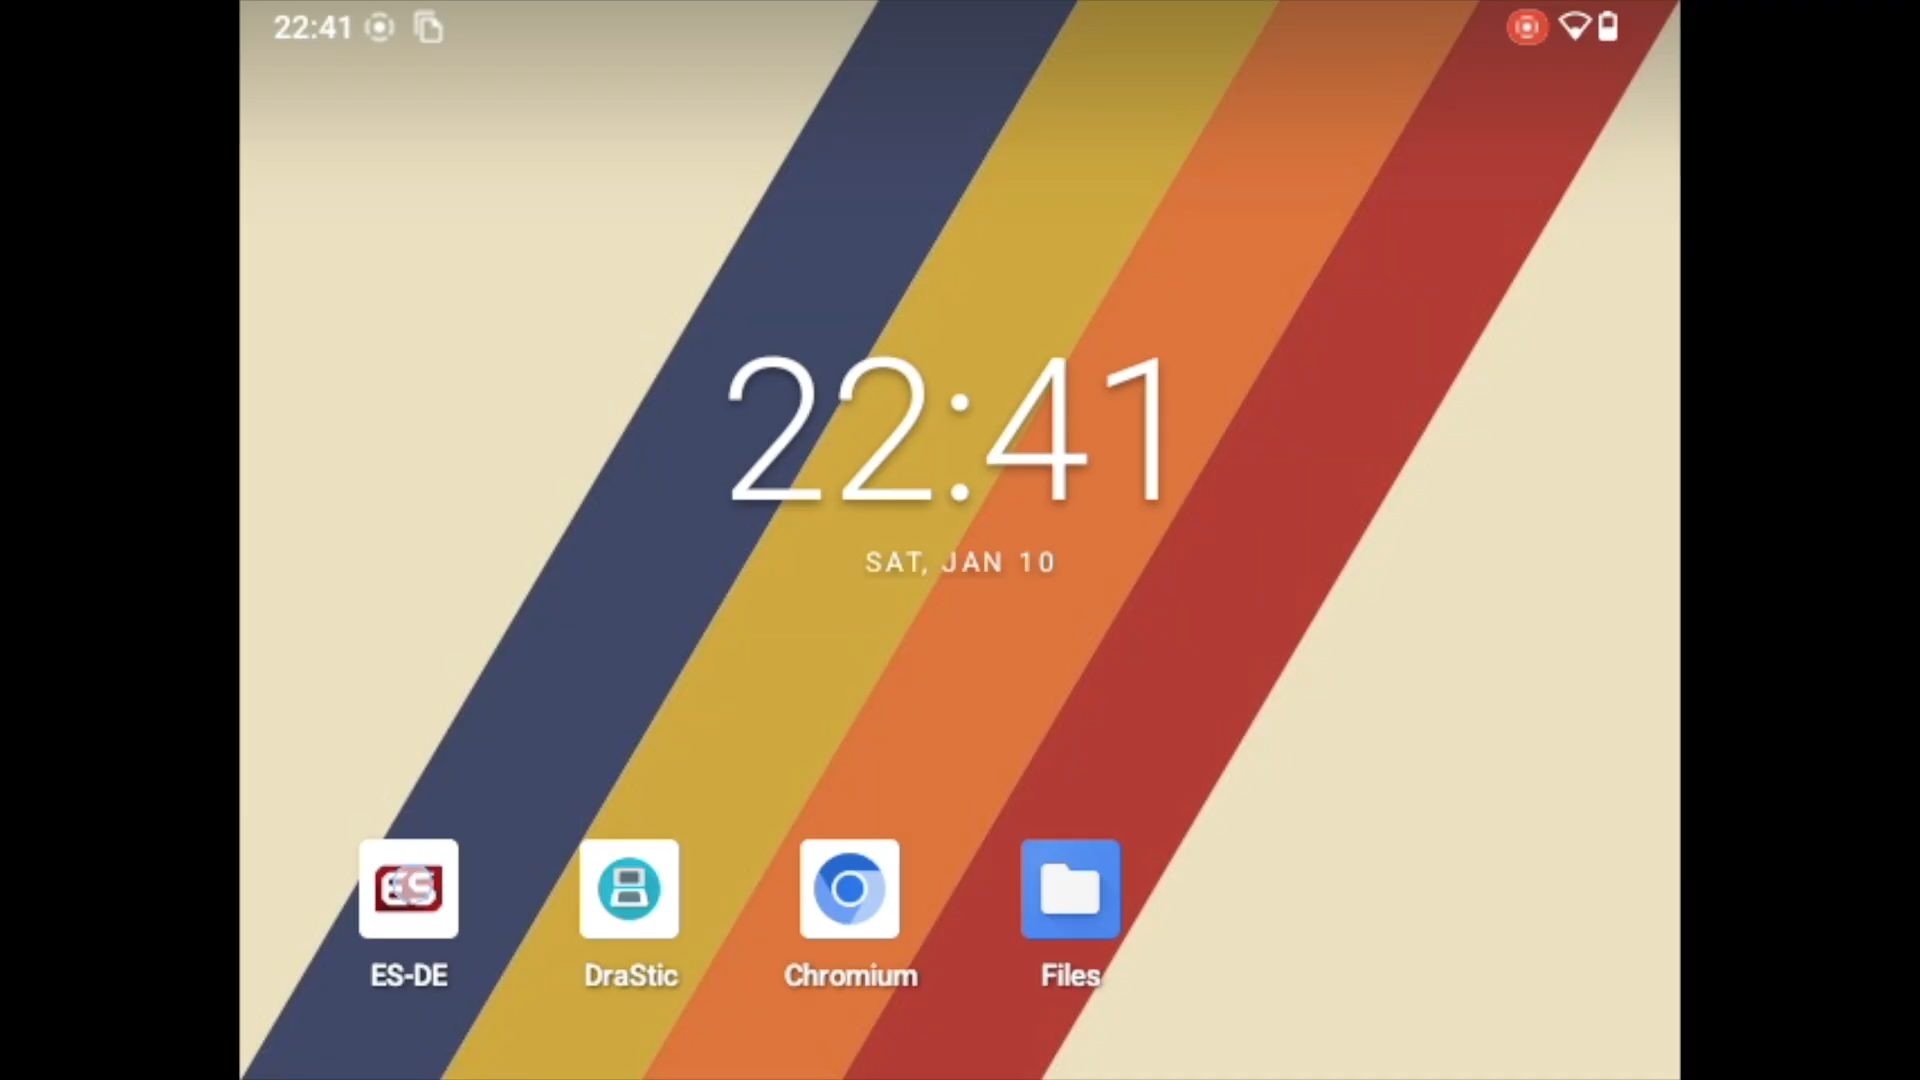 22:41
22:41
SAT, JAN 10
ES
ES-DE
DraStic
Chromium
Files